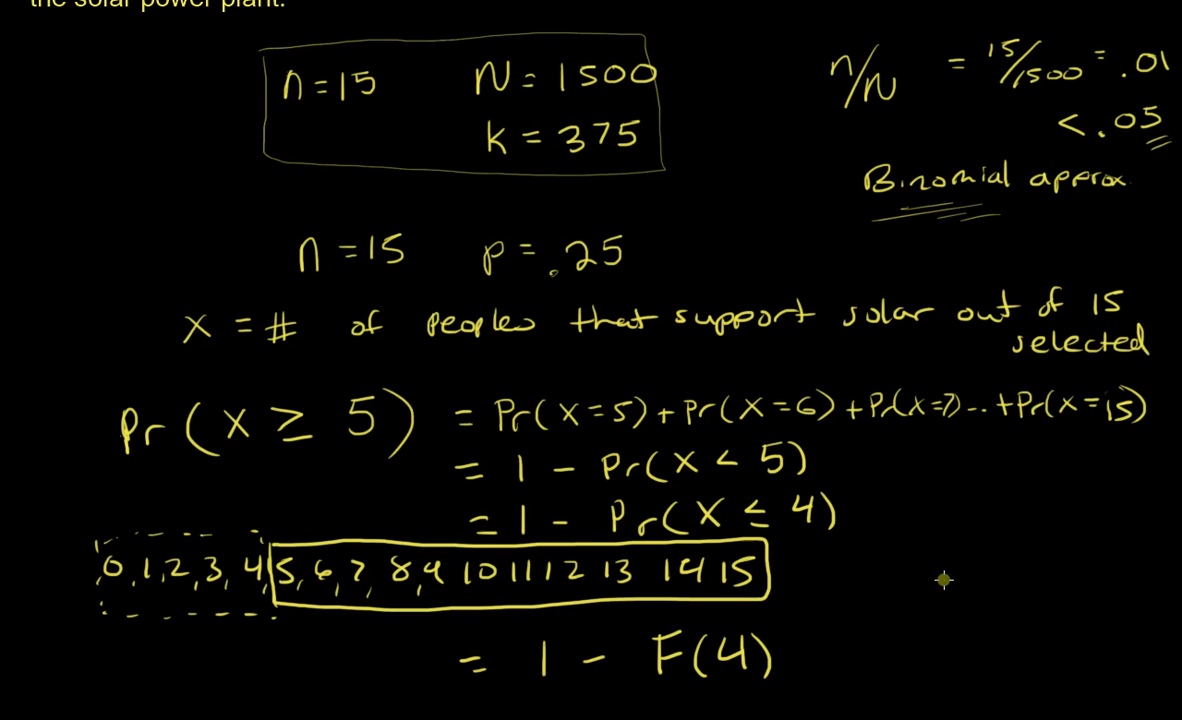 the solar power plant.
n = 15 N = 1500 n/N = 15/1500 = .01
k = 375 < .05
Binomial approx.
n = 15 p = .25
x = # of peoples that support solar out of 15
selected
Pr(x ≥ 5) = Pr(x=5) + Pr(x=6) + Pr(x=7) ... + Pr(x=15)
= 1 - Pr(x < 5)
= 1 - Pr(x ≤ 4)
0, 1, 2, 3, 4, 5, 6, 7, 8, 9 10 11 12 13 14 15
= 1 - F(4)